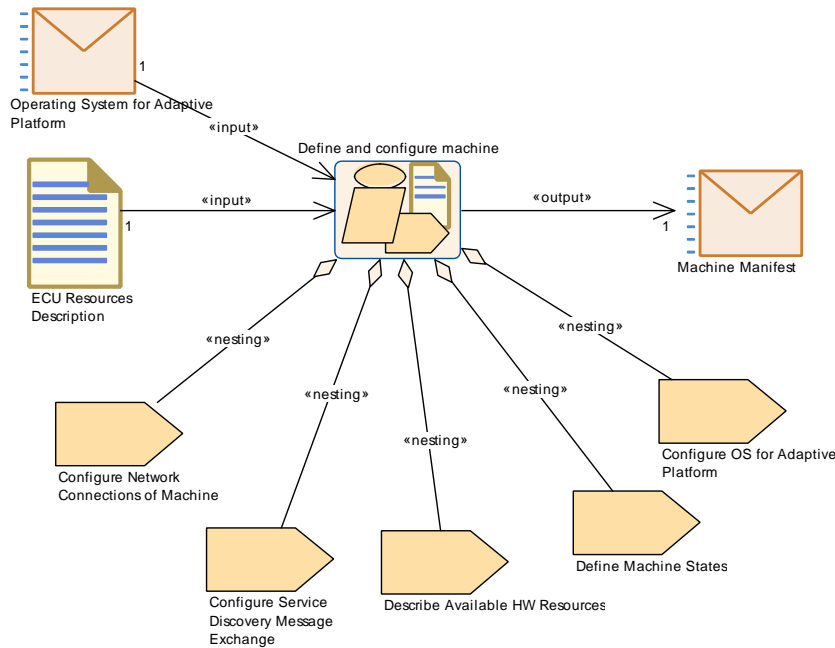 1
Operating System for Adaptive
Platform
«input»
Define and configure machine
«input»
1
«output»
1
ECU Resources
Description
Machine Manifest
«nesting»
«nesting»
«nesting»
«nesting»
«nesting»
Configure Network
Connections of Machine
Configure OS for Adaptive
Platform
Configure Service
Discovery Message
Exchange
Describe Available HW Resources
Define Machine States